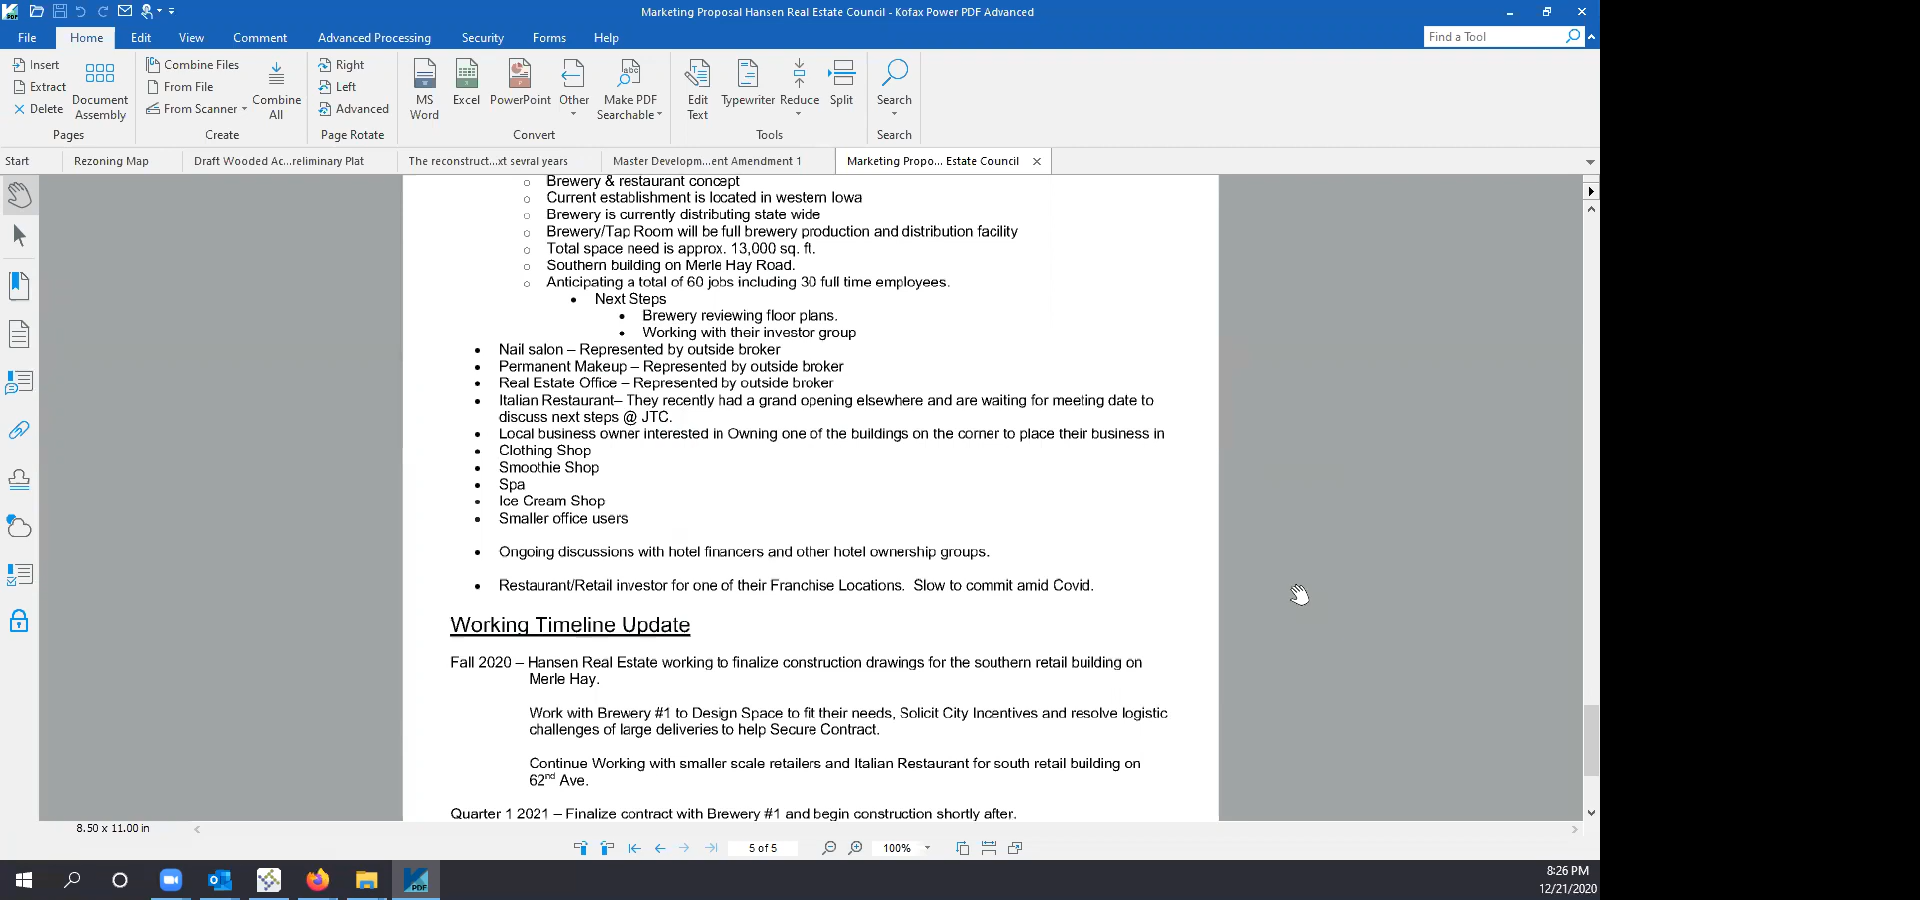 Marketing Proposal Hansen Real Estate Council - Kofax Power PDF Advanced
File Home Edit View Comment Advanced Processing Security Forms Help
Find a Tool
Insert
Extract
Delete
Document Assembly
Pages
Combine Files
From File
From Scanner
Combine All
Create
Right
Left
Advanced
Page Rotate
MS Word
Excel
PowerPoint
Other
Make PDF Searchable
Convert
Edit Text
Typewriter
Reduce
Split
Tools
Search
Search
Start Rezoning Map Draft Wooded Ac...reliminary Plat The reconstruct...xt sevral years Master Developm...ent Amendment 1 Marketing Propo... Estate Council
Brewery & restaurant concept
Current establishment is located in western Iowa
Brewery is currently distributing state wide
Brewery/Tap Room will be full brewery production and distribution facility
Total space need is approx. 13,000 sq. ft.
Southern building on Merle Hay Road.
Anticipating a total of 60 jobs including 30 full time employees.
Next Steps
Brewery reviewing floor plans.
Working with their investor group
Nail salon – Represented by outside broker
Permanent Makeup – Represented by outside broker
Real Estate Office – Represented by outside broker
Italian Restaurant– They recently had a grand opening elsewhere and are waiting for meeting date to
discuss next steps @ JTC.
Local business owner interested in Owning one of the buildings on the corner to place their business in
Clothing Shop
Smoothie Shop
Spa
Ice Cream Shop
Smaller office users
Ongoing discussions with hotel financers and other hotel ownership groups.
Restaurant/Retail investor for one of their Franchise Locations. Slow to commit amid Covid.
Working Timeline Update
Fall 2020 – Hansen Real Estate working to finalize construction drawings for the southern retail building on
Merle Hay.
Work with Brewery #1 to Design Space to fit their needs, Solicit City Incentives and resolve logistic
challenges of large deliveries to help Secure Contract.
Continue Working with smaller scale retailers and Italian Restaurant for south retail building on
62nd Ave.
Quarter 1 2021 – Finalize contract with Brewery #1 and begin construction shortly after.
8.50 x 11.00 in
5 of 5
100%
8:26 PM
12/21/2020